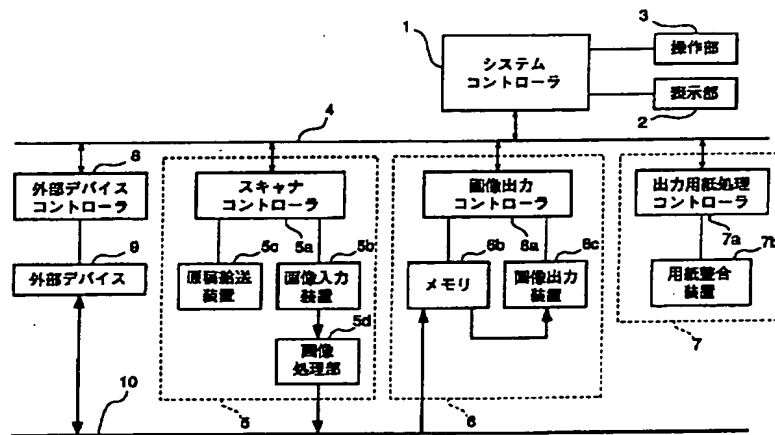 1
システム
コントローラ
3
操作部
表示部
2
4
8
外部デバイス
コントローラ
9
外部デバイス
スキャナ
コントローラ
5a
5c
原稿給送
装置
5b
画像入力
装置
5d
画像
処理部
5
画像出力
コントローラ
6a
6b
メモリ
6c
画像出力
装置
6
出力用紙処理
コントローラ
7a
7b
用紙整合
装置
7
10